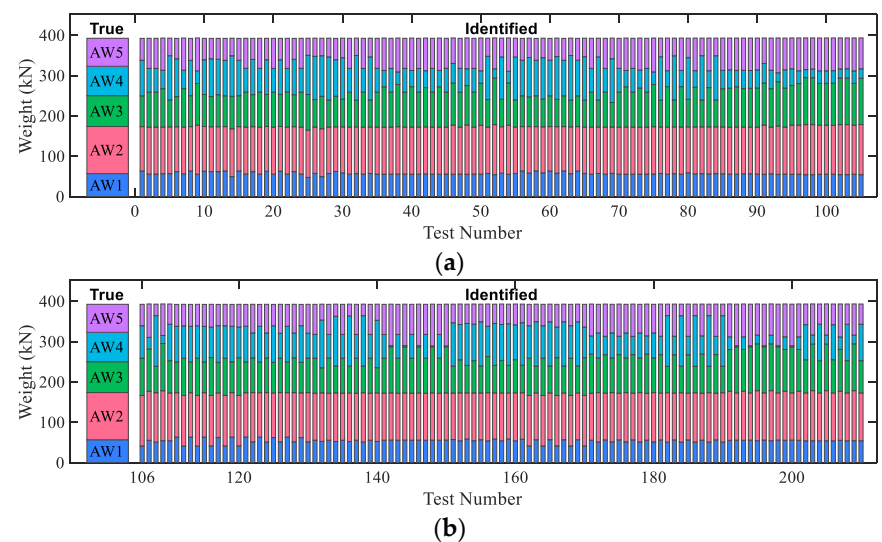 True Identified
400
300
200
100
0
Weight (kN)
AW5
AW4
AW3
AW2
AW1
0 10 20 30 40 50 60 70 80 90 100
Test Number
(a)
True Identified
400
300
200
100
0
Weight (kN)
AW5
AW4
AW3
AW2
AW1
106 120 140 160 180 200
Test Number
(b)